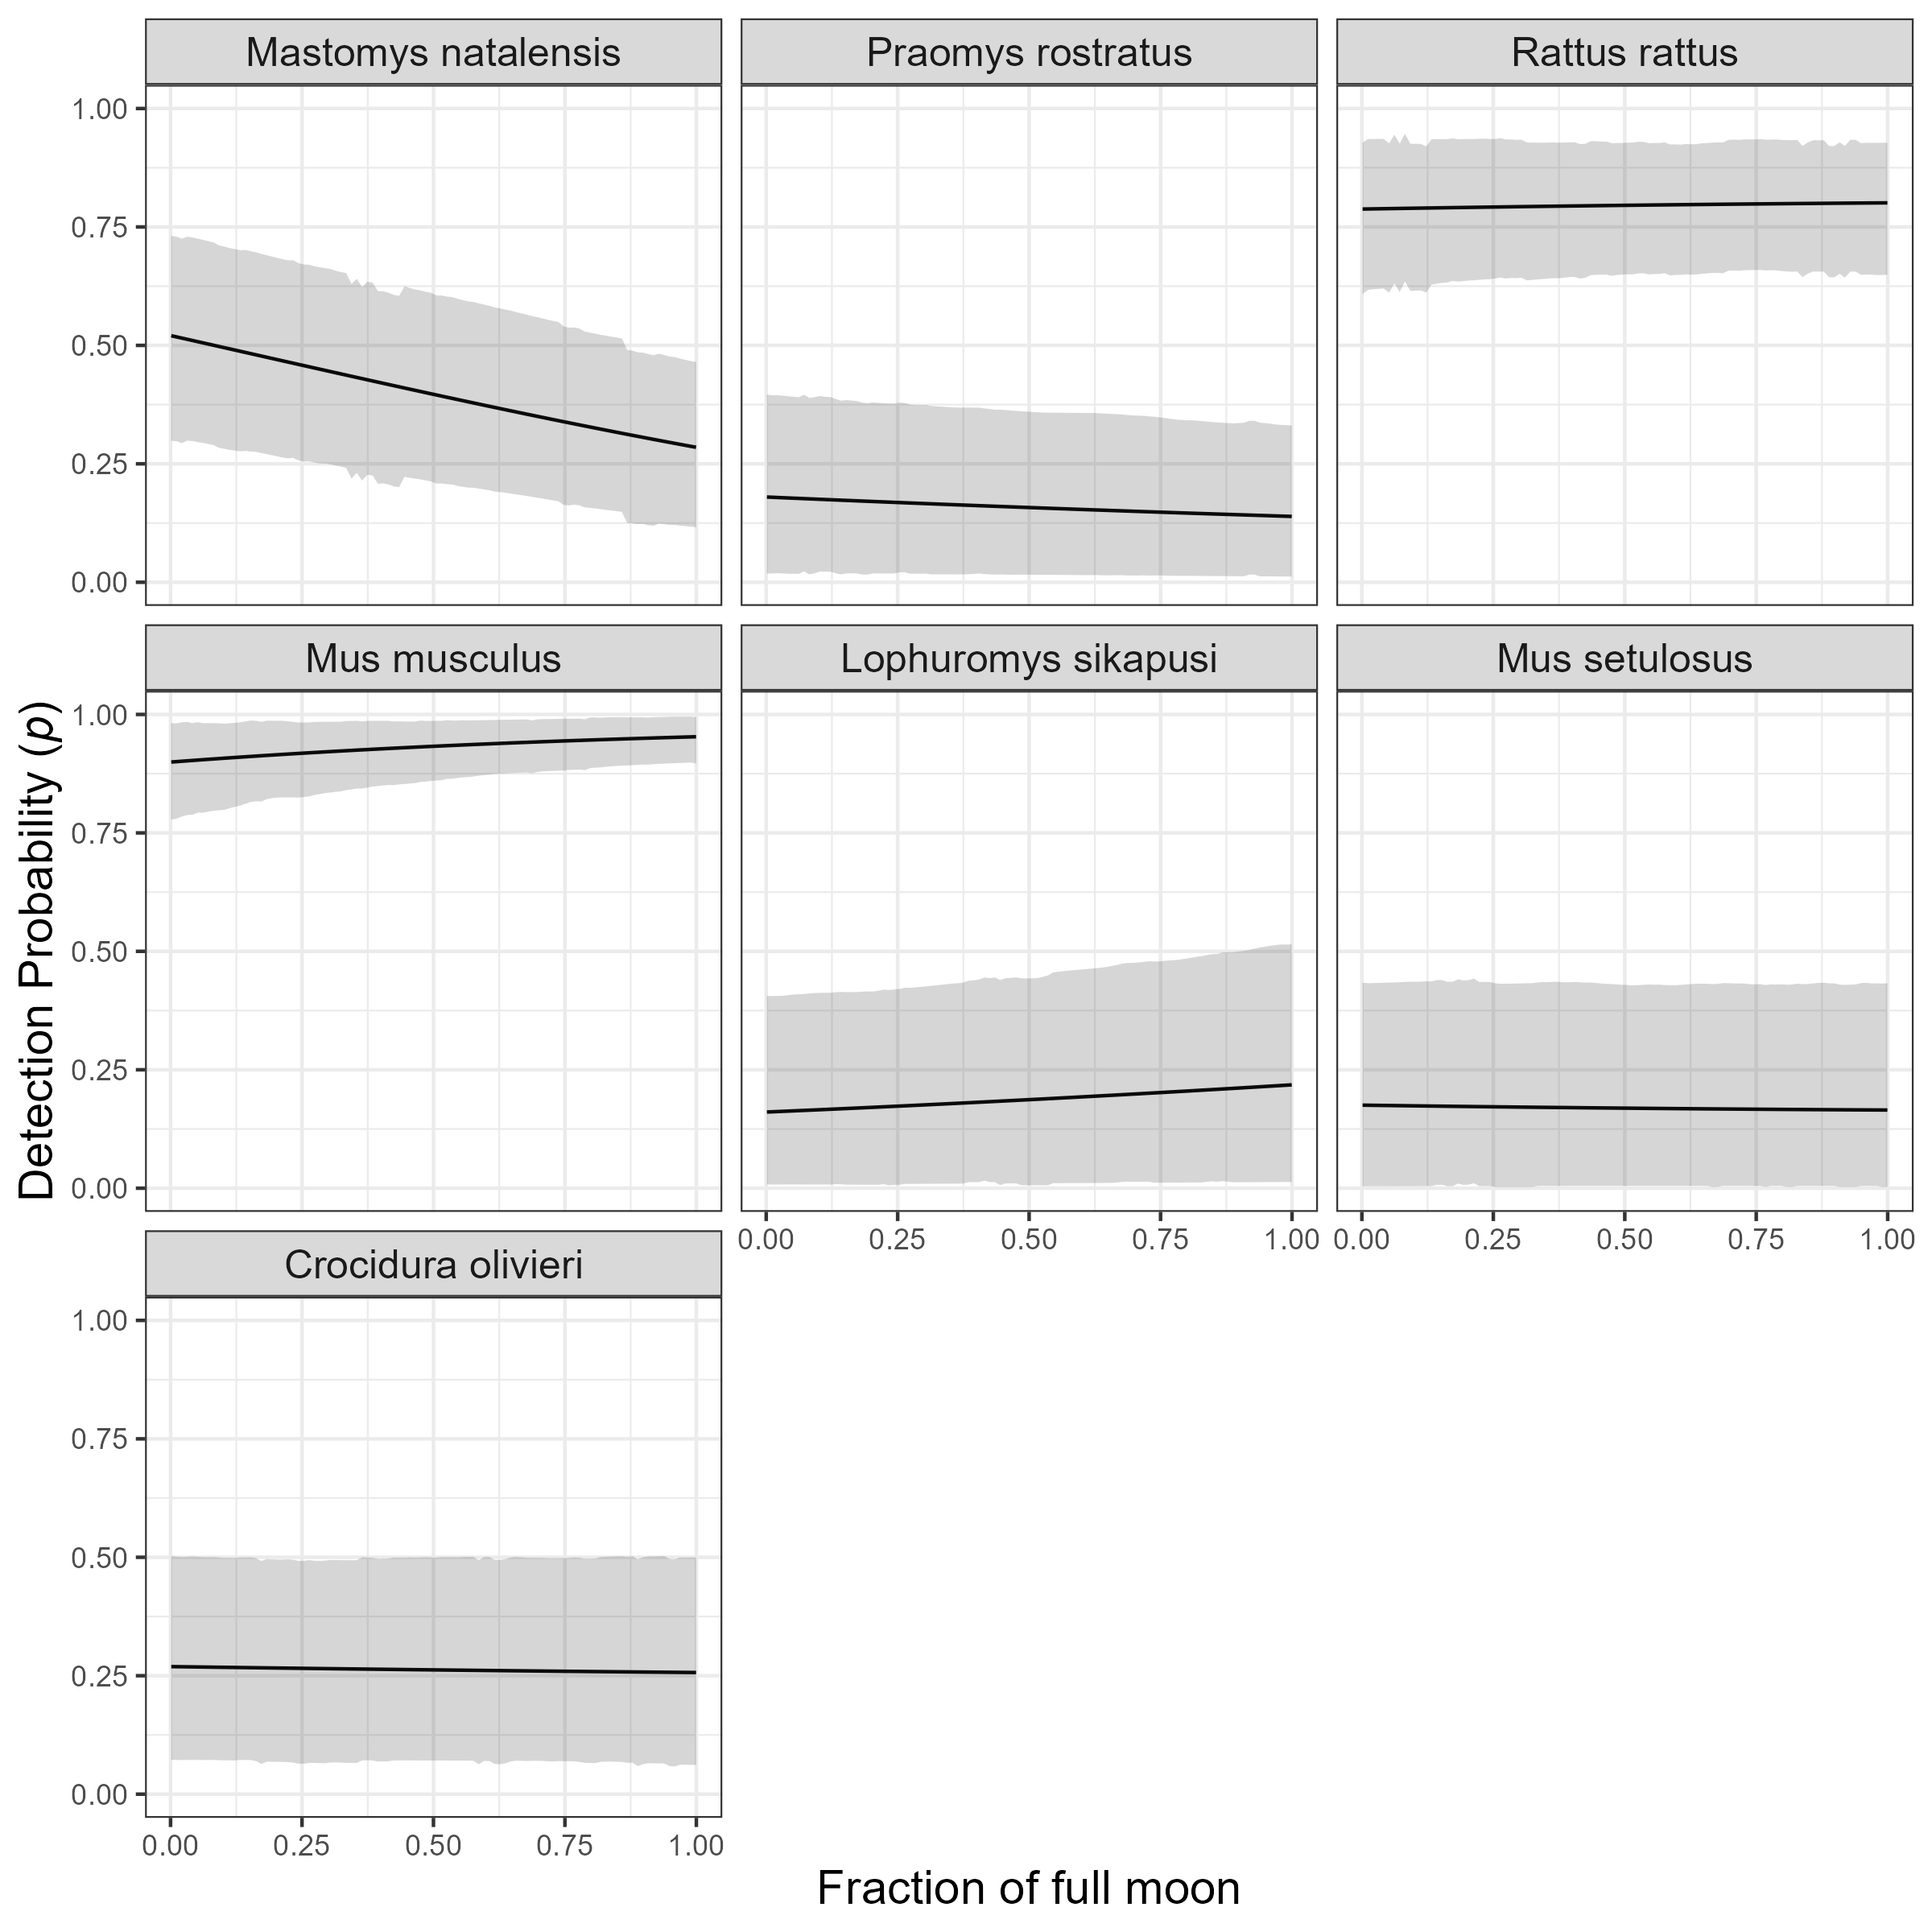 Mastomys natalensis
Praomys rostratus
Rattus rattus
1.00
0.75
0.50
0.25
0.00
Mus musculus
Lophuromys sikapusi
Mus setulosus
1.00
0.75
0.50
0.25
0.00
0.00 0.25 0.50 0.75 1.00
0.00 0.25 0.50 0.75 1.00
Crocidura olivieri
1.00
0.75
0.50
0.25
0.00
0.00 0.25 0.50 0.75 1.00
Detection Probability (p)
Fraction of full moon